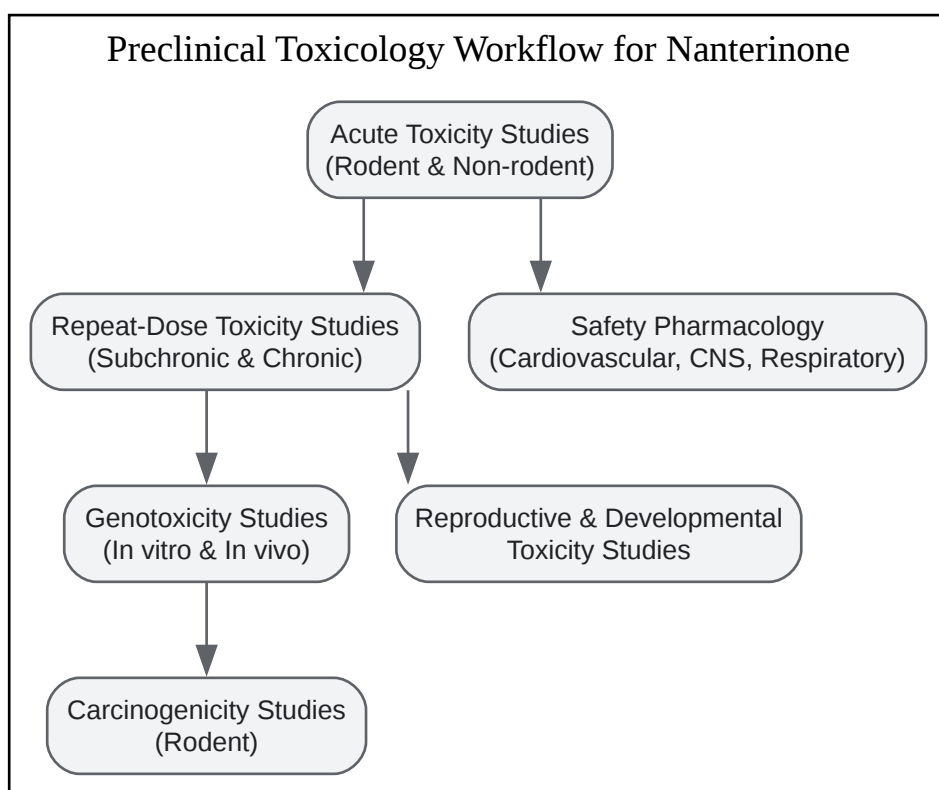 Preclinical Toxicology Workflow for Nanterinone
Acute Toxicity Studies
(Rodent & Non-rodent)
Repeat-Dose Toxicity Studies
(Subchronic & Chronic)
Safety Pharmacology
(Cardiovascular, CNS, Respiratory)
Genotoxicity Studies
(In vitro & In vivo)
Reproductive & Developmental
Toxicity Studies
Carcinogenicity Studies
(Rodent)